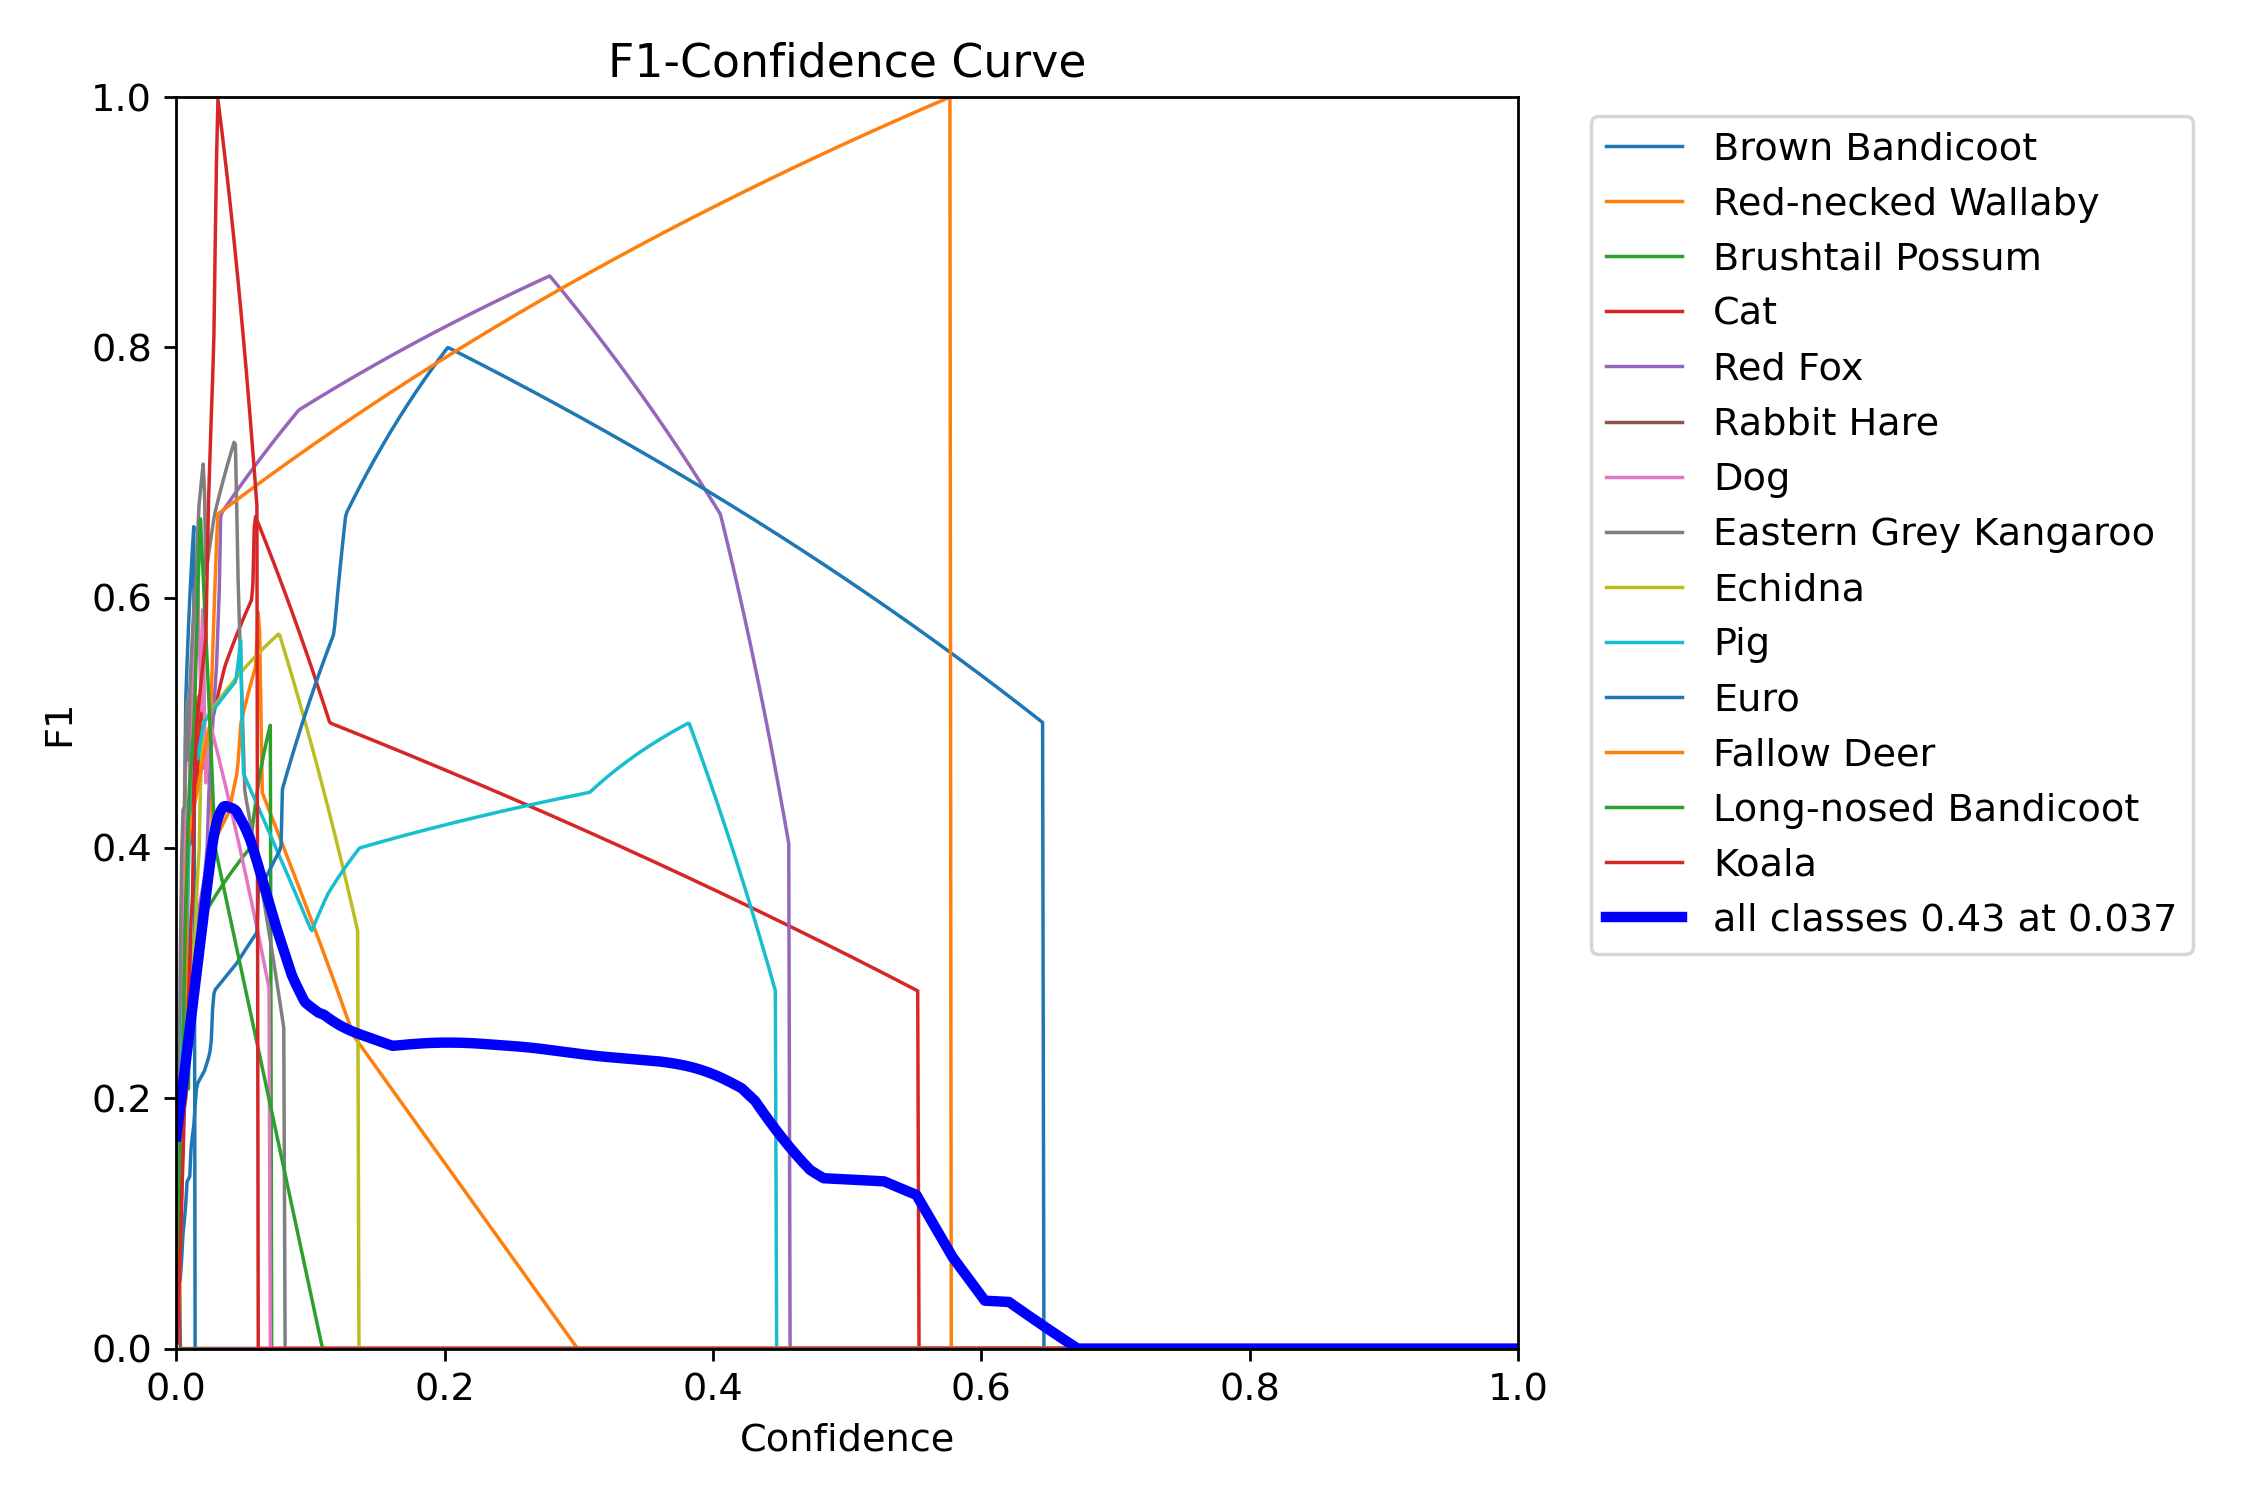 F1-Confidence Curve
1.0
0.8
0.6
0.4
0.2
0.0
F1
0.0 0.2 0.4 0.6 0.8 1.0
Confidence
Brown Bandicoot
Red-necked Wallaby
Brushtail Possum
Cat
Red Fox
Rabbit Hare
Dog
Eastern Grey Kangaroo
Echidna
Pig
Euro
Fallow Deer
Long-nosed Bandicoot
Koala
all classes 0.43 at 0.037